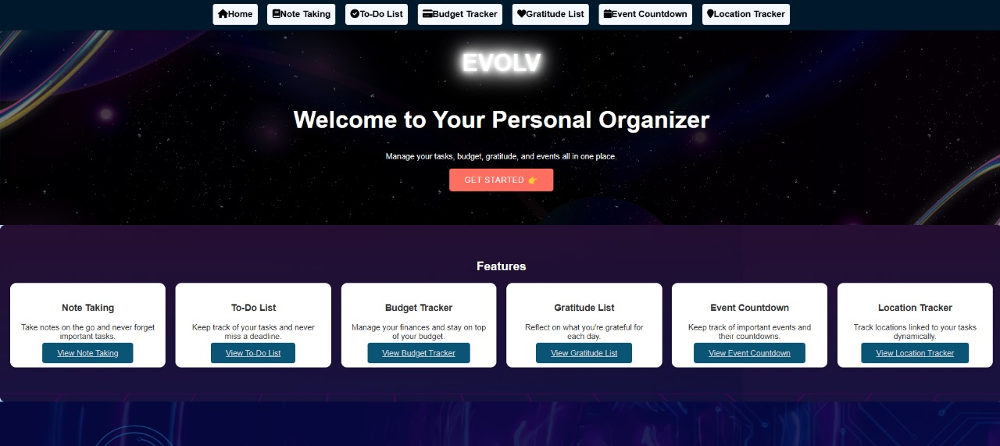 Home Note Taking To-Do List Budget Tracker Gratitude List Event Countdown Location Tracker
EVOLV
Welcome to Your Personal Organizer
Manage your tasks, budget, gratitude, and events all in one place.
GET STARTED 👉
Features
Note Taking
Take notes on the go and never forget
important tasks.
View Note Taking
To-Do List
Keep track of your tasks and never
miss a deadline.
View To-Do List
Budget Tracker
Manage your finances and stay on top
of your budget.
View Budget Tracker
Gratitude List
Reflect on what you're grateful for
each day.
View Gratitude List
Event Countdown
Keep track of important events and
their countdowns.
View Event Countdown
Location Tracker
Track locations linked to your tasks
dynamically.
View Location Tracker